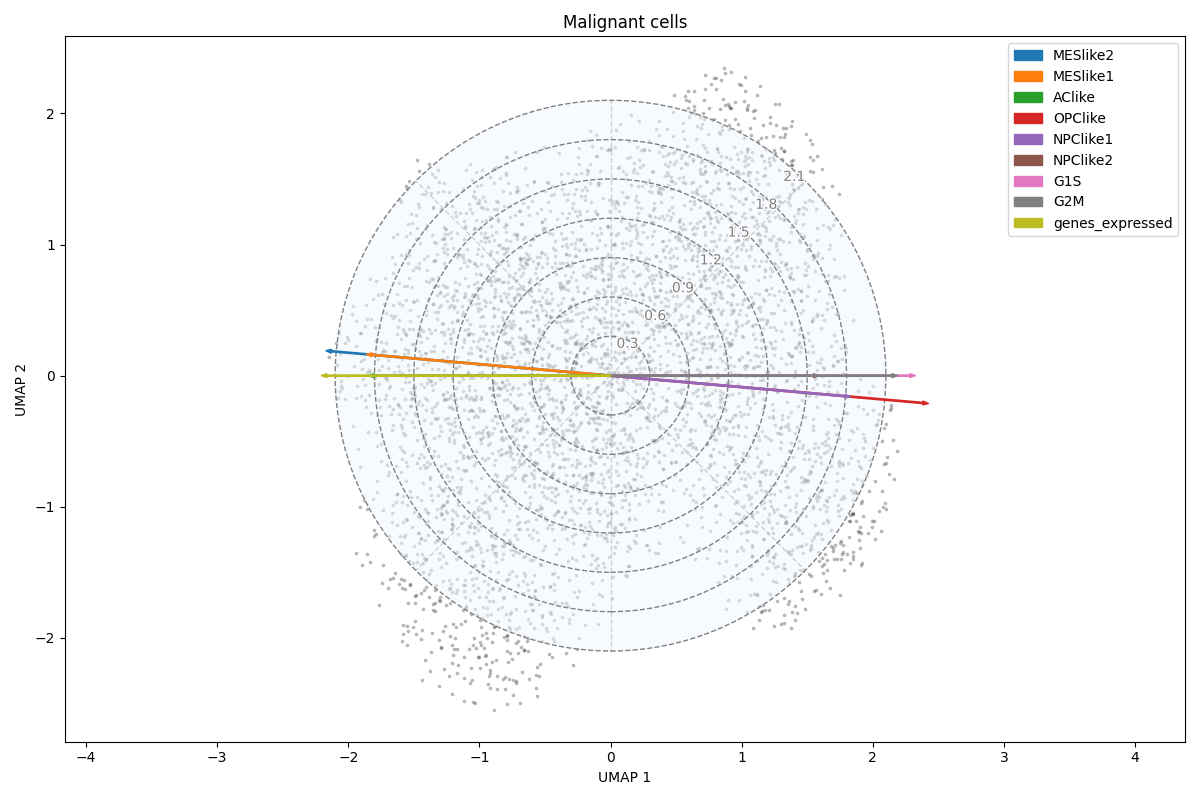 Malignant cells
MESlike2
MESlike1
AClike
OPClike
NPClike1
NPClike2
G1S
G2M
genes_expressed
2.1
1.8
1.5
1.2
0.9
0.6
0.3
2
1
0
−1
−2
UMAP 2
−4 −3 −2 −1 0 1 2 3 4
UMAP 1